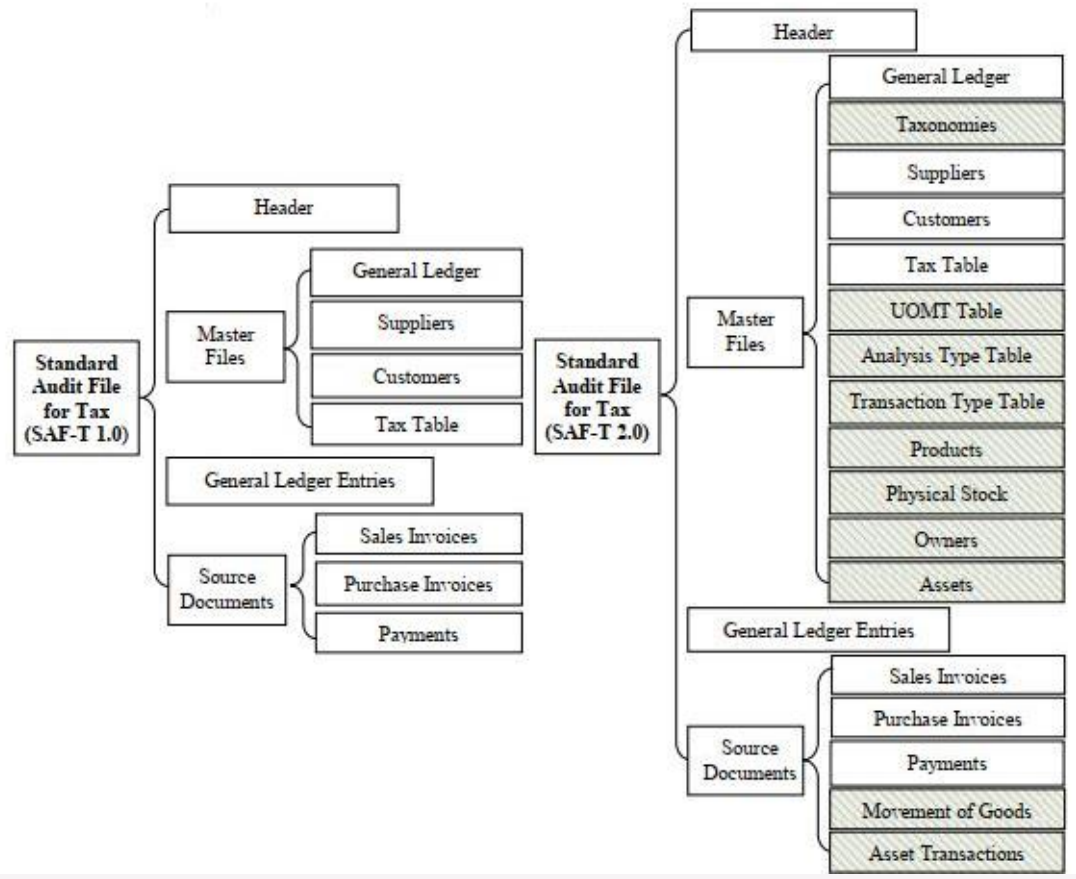 Header
Master
Files
General Ledger
Suppliers
Customers
Tax Table
Standard
Audit File
for Tax
(SAF-T 1.0)
General Ledger Entries
Source
Documents
Sales Invoices
Purchase Invoices
Payments
Header
Master
Files
General Ledger
Taxonomies
Suppliers
Customers
Tax Table
UOMT Table
Analysis Type Table
Transaction Type Table
Products
Physical Stock
Owners
Assets
Standard
Audit File
for Tax
(SAF-T 2.0)
General Ledger Entries
Source
Documents
Sales Invoices
Purchase Invoices
Payments
Movement of Goods
Asset Transactions